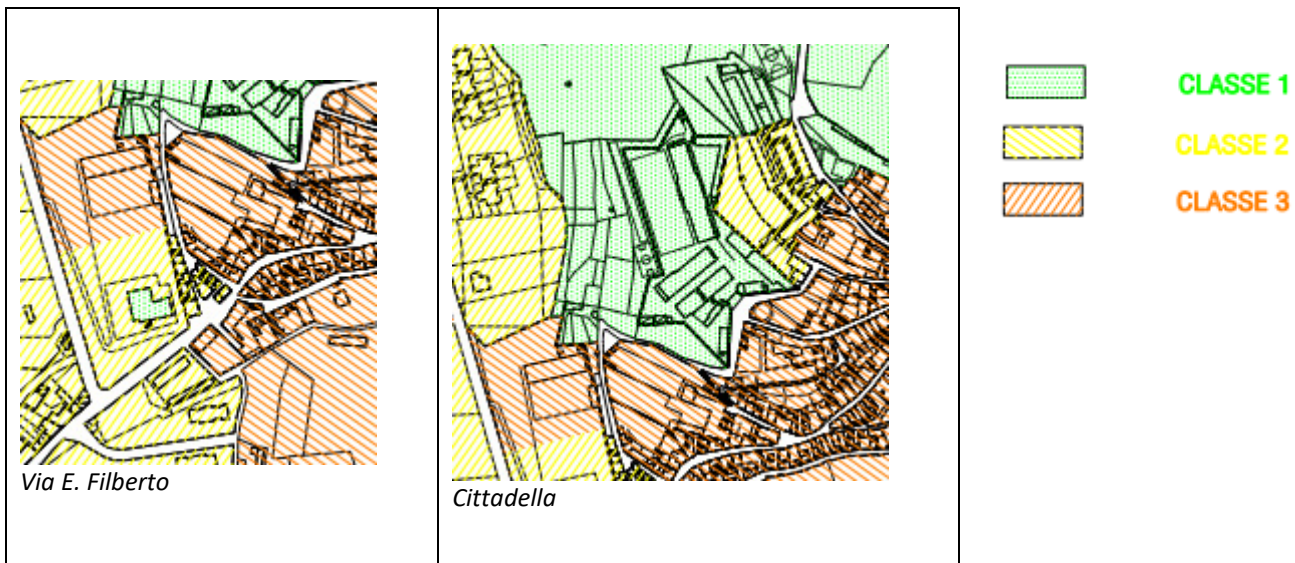 Via E. Filberto
Cittadella
CLASSE 1
CLASSE 2
CLASSE 3